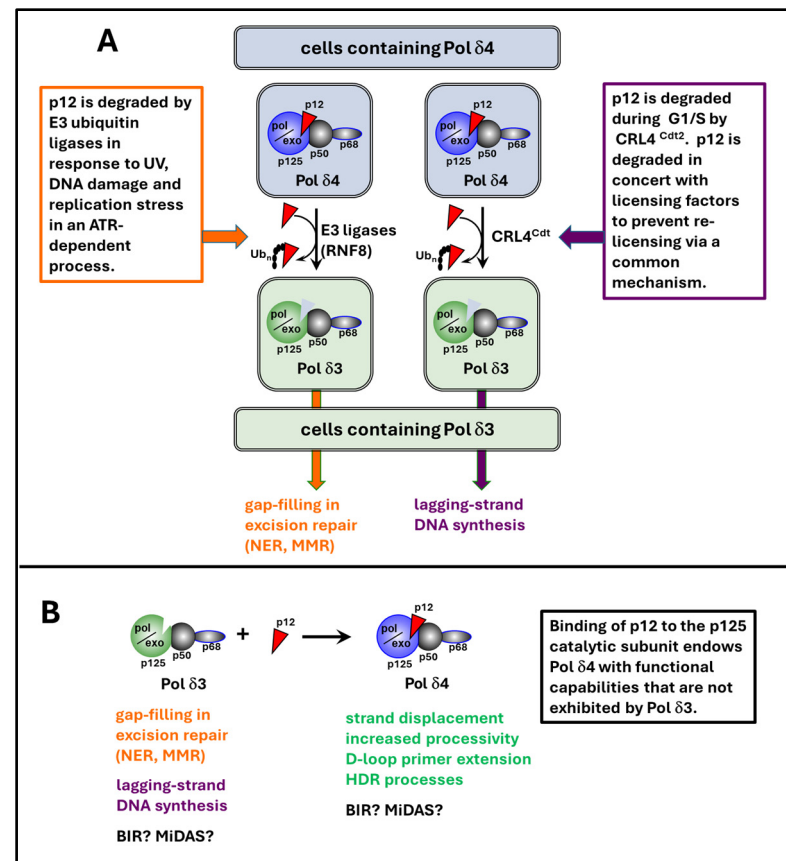 A
cells containing Pol δ4
p12 is degraded by
E3 ubiquitin
ligases in
response to UV,
DNA damage and
replication stress
in an ATR-
dependent
process.
p12
pol
exo
p125
p50
p68
Pol δ4
p12
pol
exo
p125
p50
p68
Pol δ4
p12 is degraded
during G1/S by
CRL4 Cdt2. p12 is
degraded in
concert with
licensing factors
to prevent re-
licensing via a
common
mechanism.
E3 ligases
(RNF8)
Ubn
CRL4Cdt
Ubn
pol
exo
p125
p50
p68
Pol δ3
pol
exo
p125
p50
p68
Pol δ3
cells containing Pol δ3
gap-filling in
excision repair
(NER, MMR)
lagging-strand
DNA synthesis
B
pol
exo
p125
p50
p68
Pol δ3
+
p12
p12
pol
exo
p125
p50
p68
Pol δ4
Binding of p12 to the p125
catalytic subunit endows
Pol δ4 with functional
capabilities that are not
exhibited by Pol δ3.
gap-filling in
excision repair
(NER, MMR)
lagging-strand
DNA synthesis
BIR? MiDAS?
strand displacement
increased processivity
D-loop primer extension
HDR processes
BIR? MiDAS?